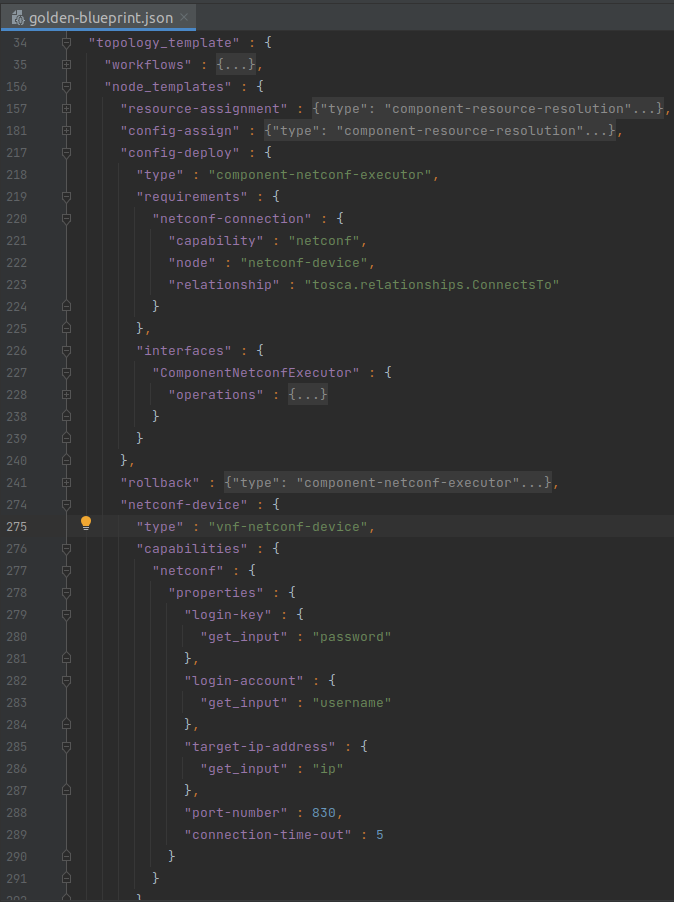 golden-blueprint.json
34 "topology_template" : {
35 "workflows" : {...},
156 "node_templates" : {
157 "resource-assignment" : {"type": "component-resource-resolution"...},
181 "config-assign" : {"type": "component-resource-resolution"...},
217 "config-deploy" : {
218 "type" : "component-netconf-executor",
219 "requirements" : {
220 "netconf-connection" : {
221 "capability" : "netconf",
222 "node" : "netconf-device",
223 "relationship" : "tosca.relationships.ConnectsTo"
224 }
225 },
226 "interfaces" : {
227 "ComponentNetconfExecutor" : {
228 "operations" : {...}
238 }
239 }
240 },
241 "rollback" : {"type": "component-netconf-executor"...},
274 "netconf-device" : {
275 "type" : "vnf-netconf-device",
276 "capabilities" : {
277 "netconf" : {
278 "properties" : {
279 "login-key" : {
280 "get_input" : "password"
281 },
282 "login-account" : {
283 "get_input" : "username"
284 },
285 "target-ip-address" : {
286 "get_input" : "ip"
287 },
288 "port-number" : 830,
289 "connection-time-out" : 5
290 }
291 }
292 }